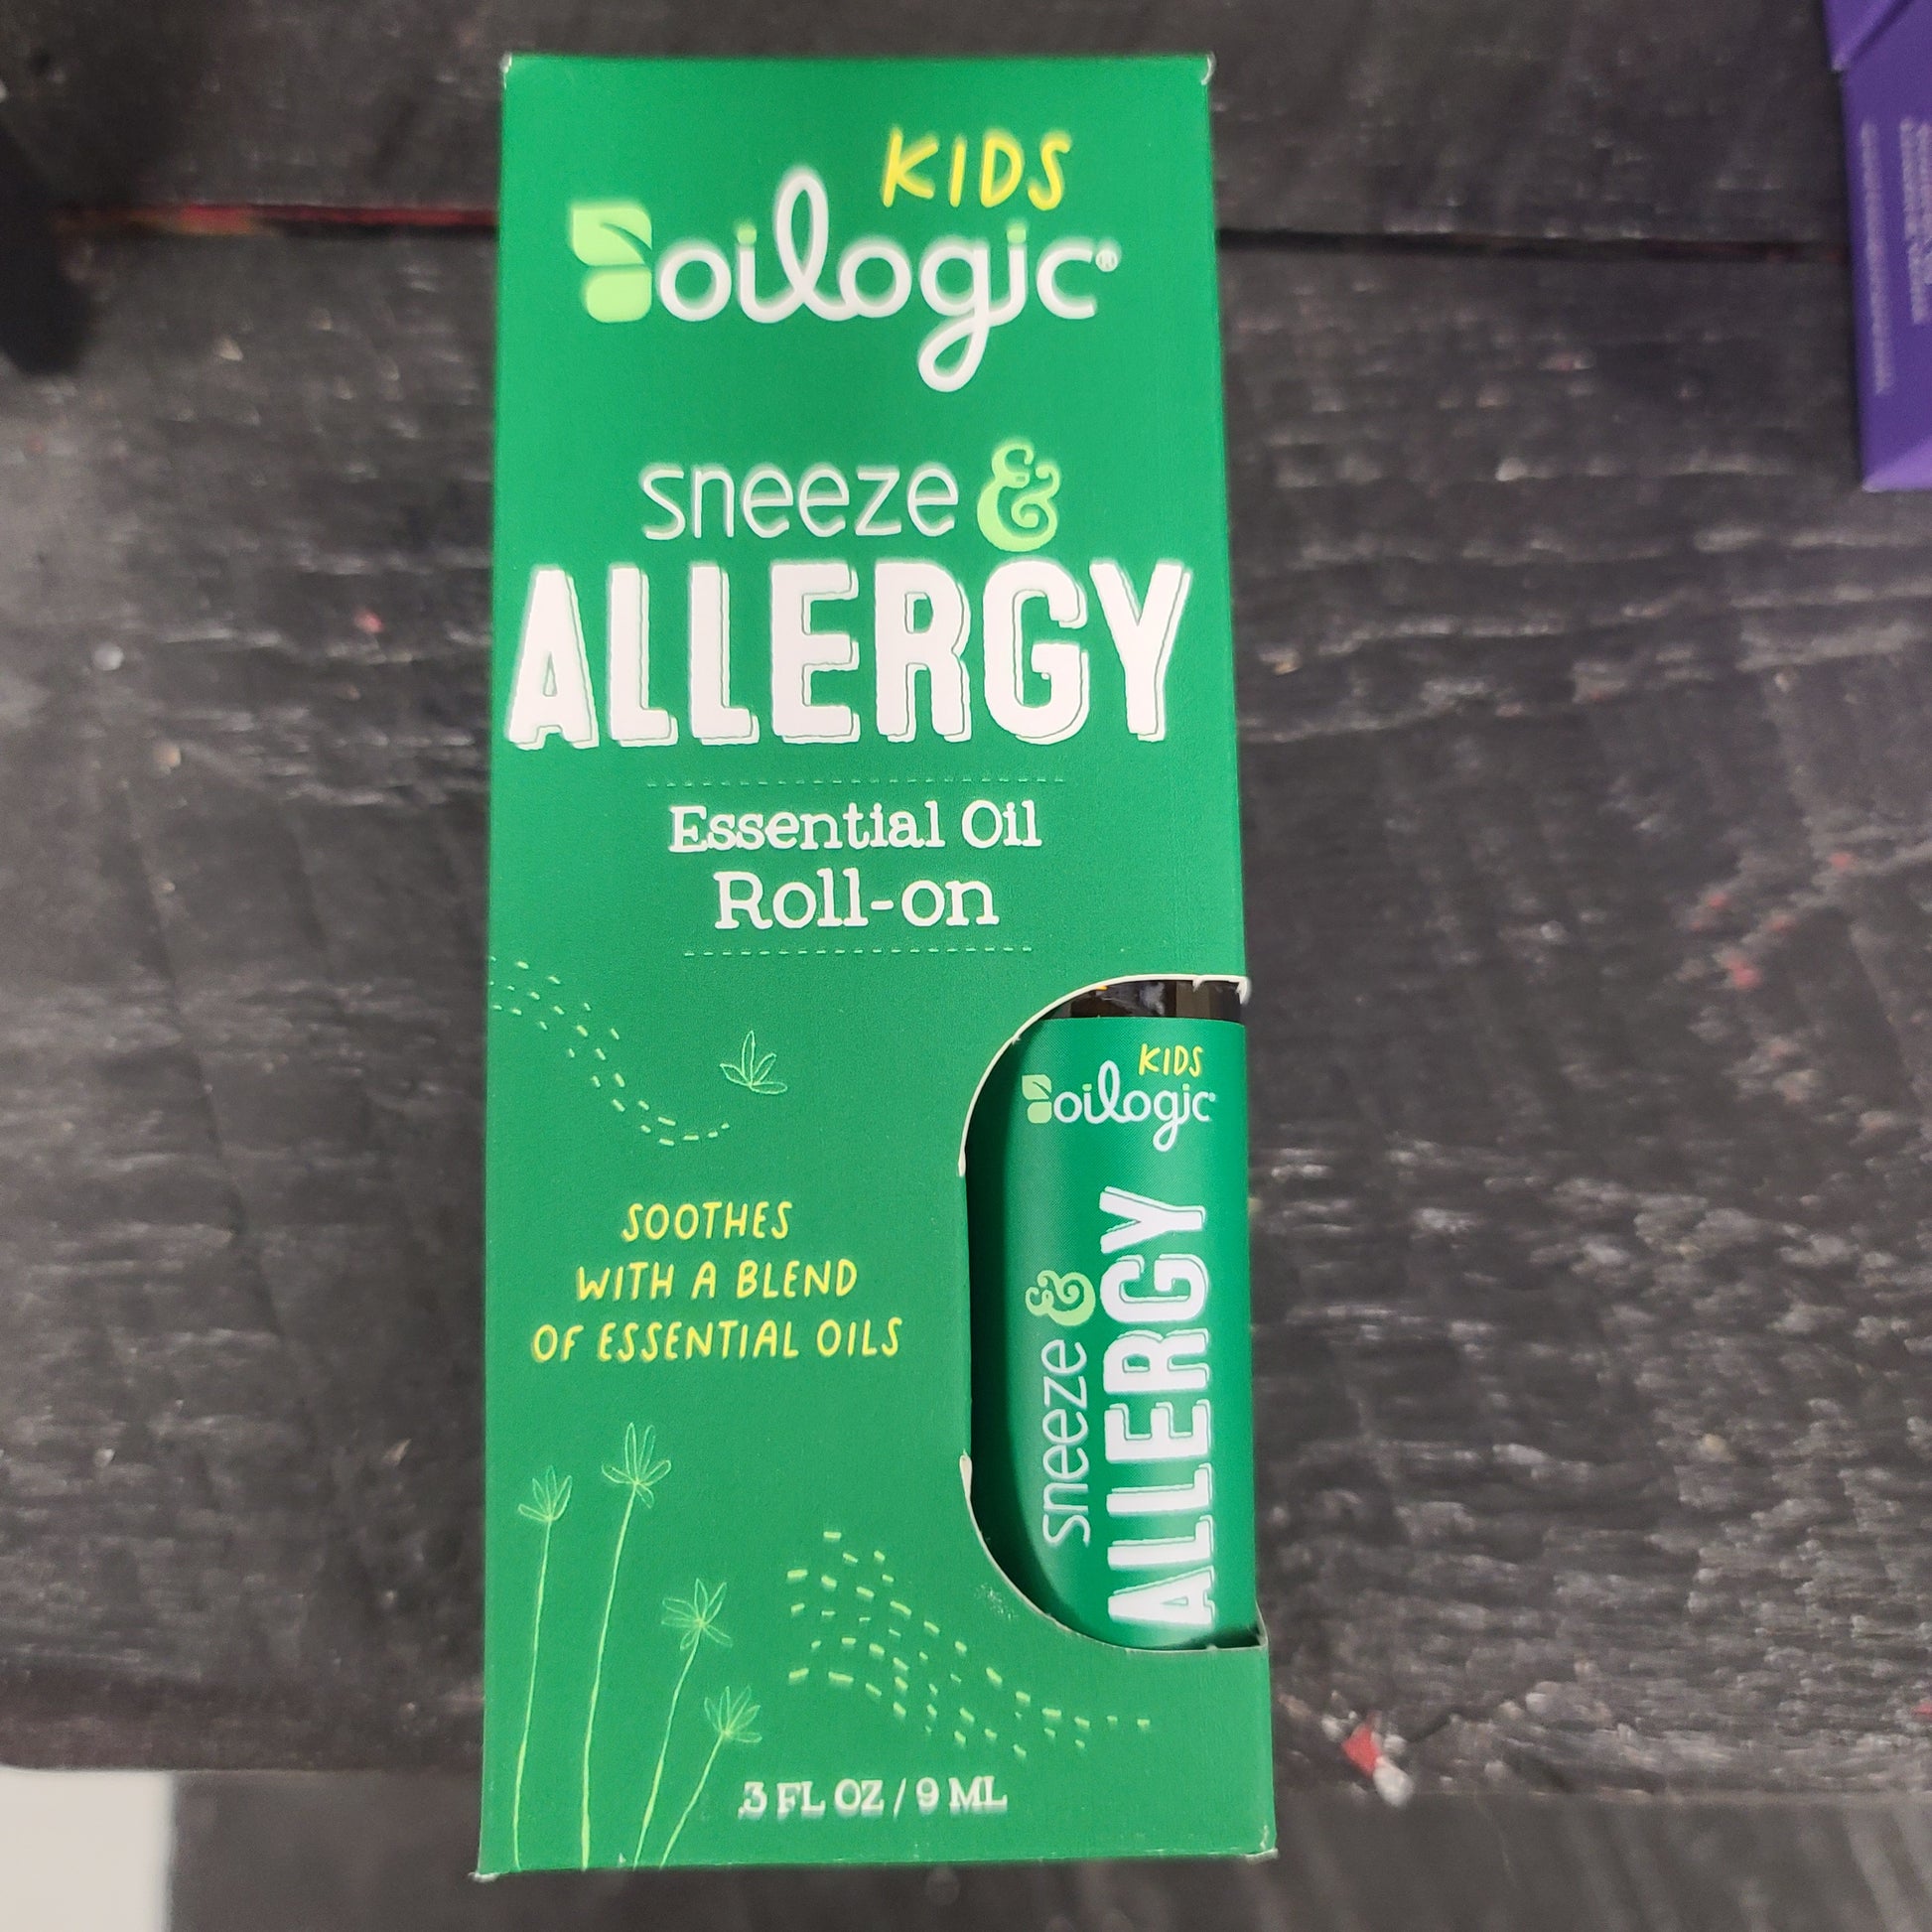 KIDS
oilogic®
sneeze &
ALLERGY
Essential Oil
Roll-on
SOOTHES
WITH A BLEND
OF ESSENTIAL OILS
.3 FL OZ / 9 ML
KIDS
oilogic
sneeze &
ALLERGY